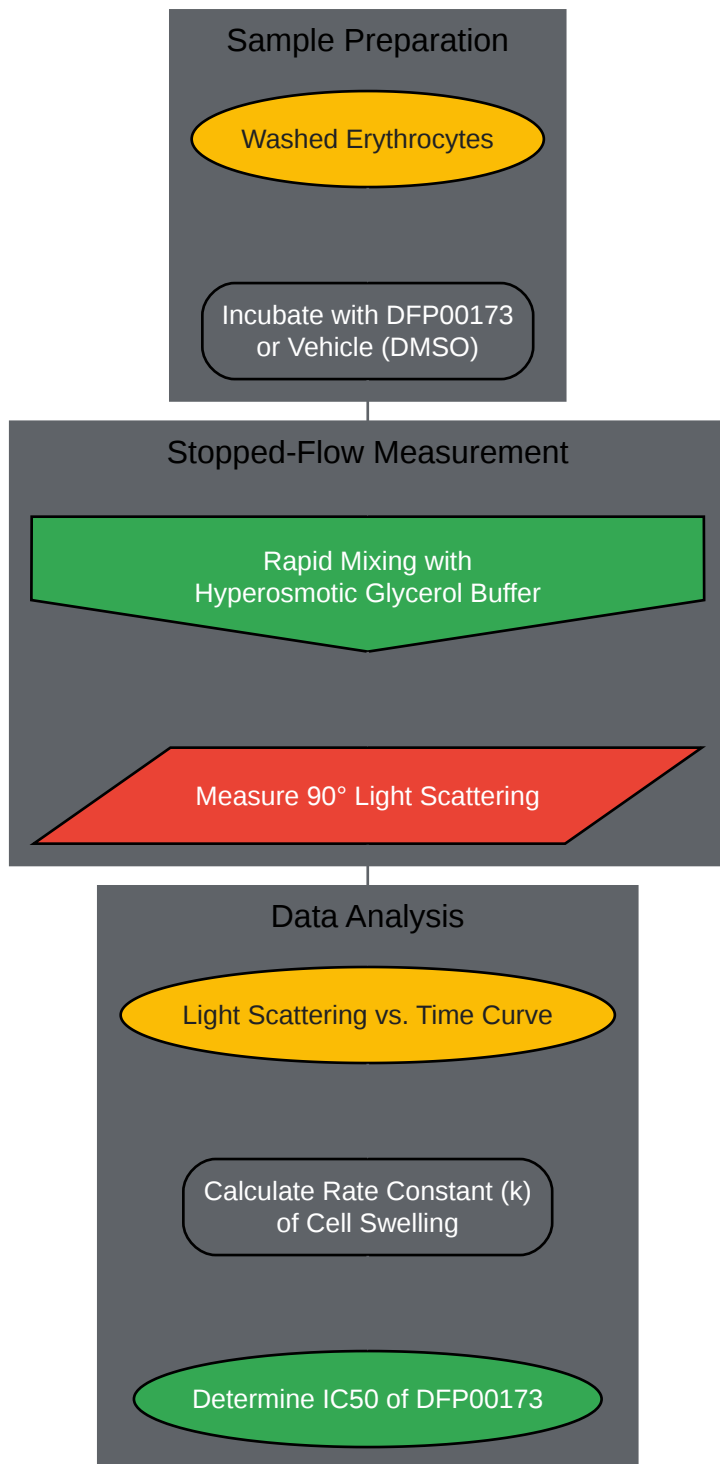 Sample Preparation
Washed Erythrocytes
Incubate with DFP00173
or Vehicle (DMSO)
Stopped-Flow Measurement
Rapid Mixing with
Hyperosmotic Glycerol Buffer
Measure 90° Light Scattering
Data Analysis
Light Scattering vs. Time Curve
Calculate Rate Constant (k)
of Cell Swelling
Determine IC50 of DFP00173